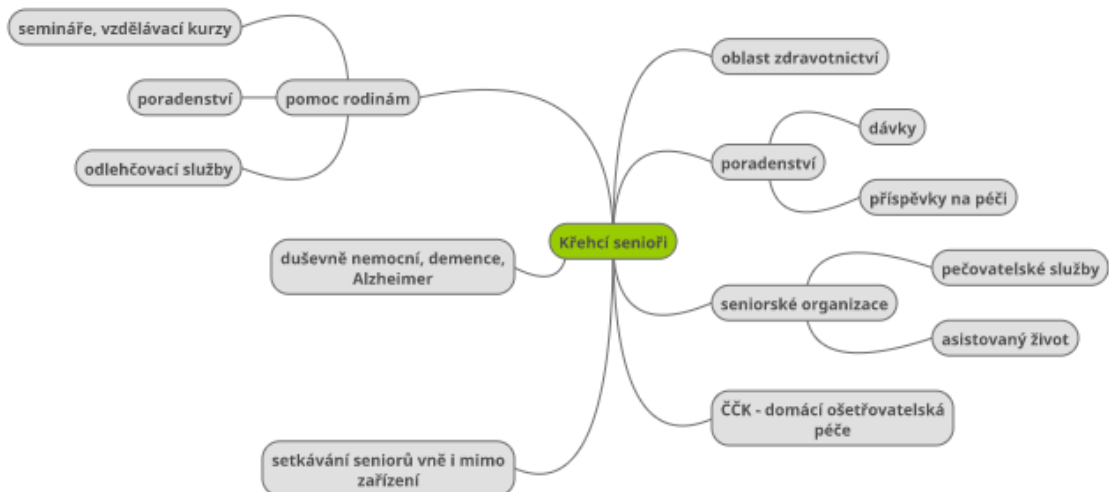 semináře, vzdělávací kurzy
poradenství
odlehčovací služby
pomoc rodinám
duševně nemocní, demence,
Alzheimer
setkávání seniorů vně i mimo
zařízení
Křehcí senioři
oblast zdravotnictví
poradenství
dávky
příspěvky na péči
seniorské organizace
pečovatelské služby
asistovaný život
ČČK - domácí ošetřovatelská
péče